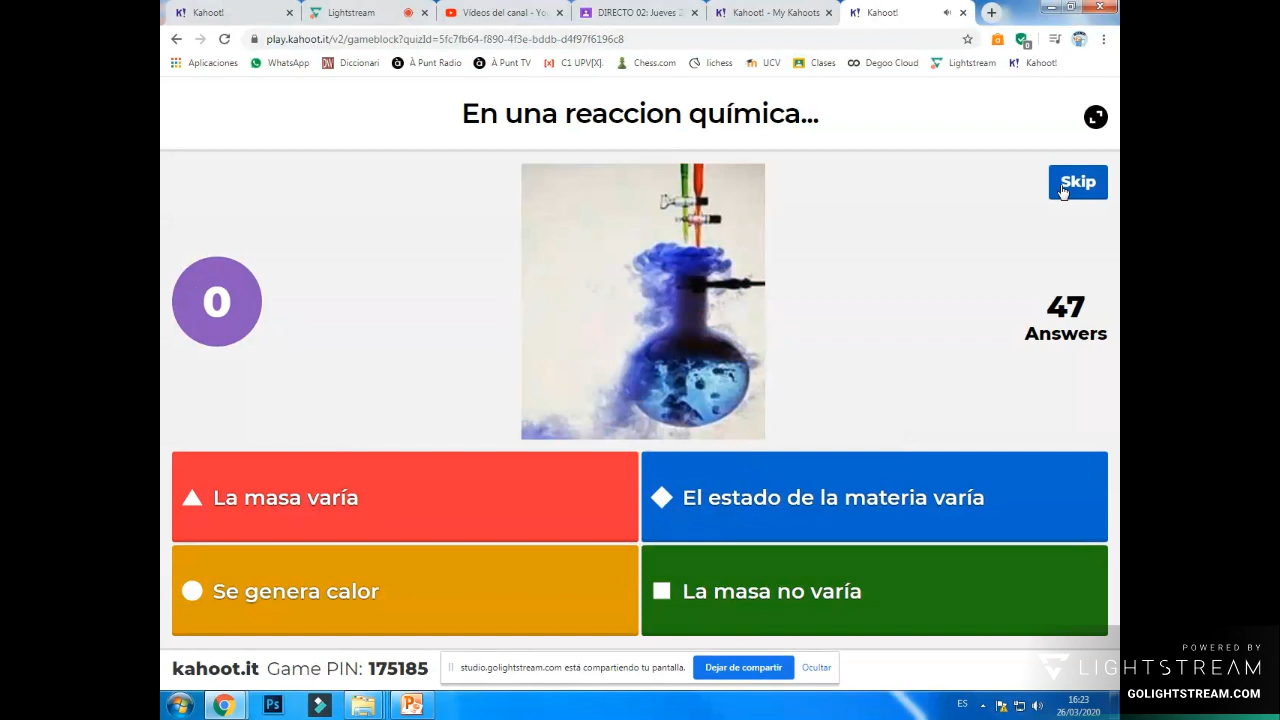 Kahoot!
Lightstream
Vídeos del canal - Yo
DIRECTO 02: Jueves 2
Kahoot! - My Kahoots
Kahoot!
play.kahoot.it/v2/gameblock?quizId=5fc7fb64-f890-4f3e-bddb-d4f97f6196c8
Aplicaciones
WhatsApp
Diccionari
À Punt Radio
À Punt TV
C1 UPV[X].
Chess.com
lichess
UCV
Clases
Degoo Cloud
Lightstream
Kahoot!
En una reaccion química...
Skip
0
47
Answers
La masa varía
El estado de la materia varía
Se genera calor
La masa no varía
kahoot.it Game PIN: 175185
studio.golightstream.com está compartiendo tu pantalla.
Dejar de compartir
Ocultar
POWERED BY
LIGHTSTREAM
GOLIGHTSTREAM.COM
ES
16:23
26/03/2020